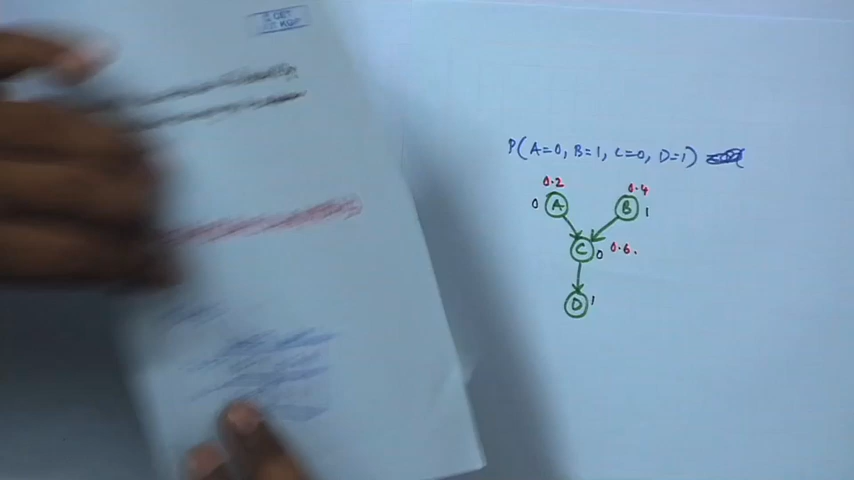 P(A=0, B=1, C=0, D=1)
0.2 0.4
0 A B 1
C 0 0.6.
D 1